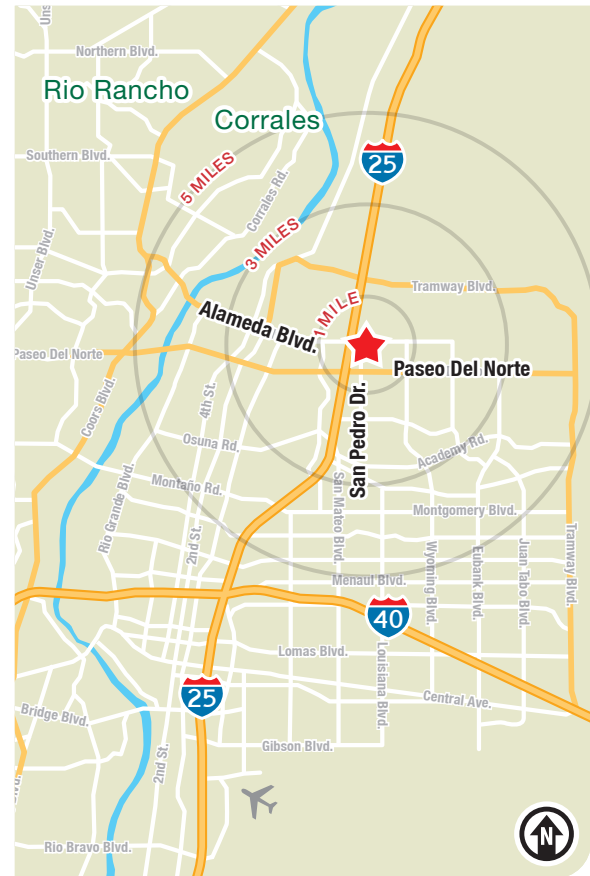 Uns
Northern Blvd.
Rio Rancho
Corrales
25
Southern Blvd.
5 MILES
Corrales Rd.
Unser Blvd.
3 MILES
Tramway Blvd.
Alameda Blvd.
1 MILE
Paseo Del Norte
Paseo Del Norte
Coors Blvd.
4th St.
San Pedro Dr.
Osuna Rd.
Academy Rd.
Montaño Rd.
Rio Grande Blvd.
San Mateo Blvd.
Montgomery Blvd.
2nd St.
Wyoming Blvd.
Eubank Blvd.
Juan Tabo Blvd.
Tramway Blvd.
Menaul Blvd.
40
Lomas Blvd.
Louisiana Blvd.
25
Central Ave.
Bridge Blvd.
2nd St.
Gibson Blvd.
lvd.
Rio Bravo Blvd.
N